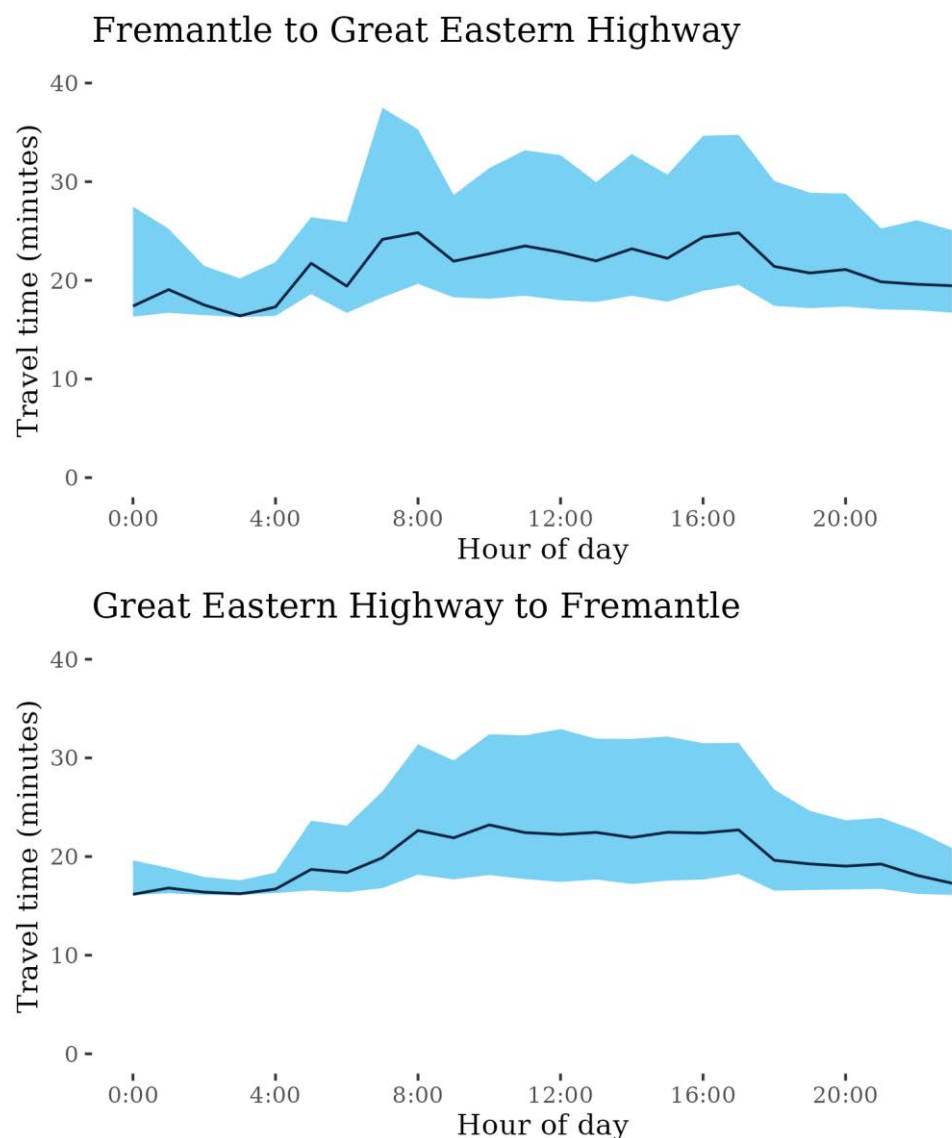 Fremantle to Great Eastern Highway
40
30
20
10
0
Travel time (minutes)
0:00 4:00 8:00 12:00 16:00 20:00
Hour of day
Great Eastern Highway to Fremantle
40
30
20
10
0
Travel time (minutes)
0:00 4:00 8:00 12:00 16:00 20:00
Hour of day